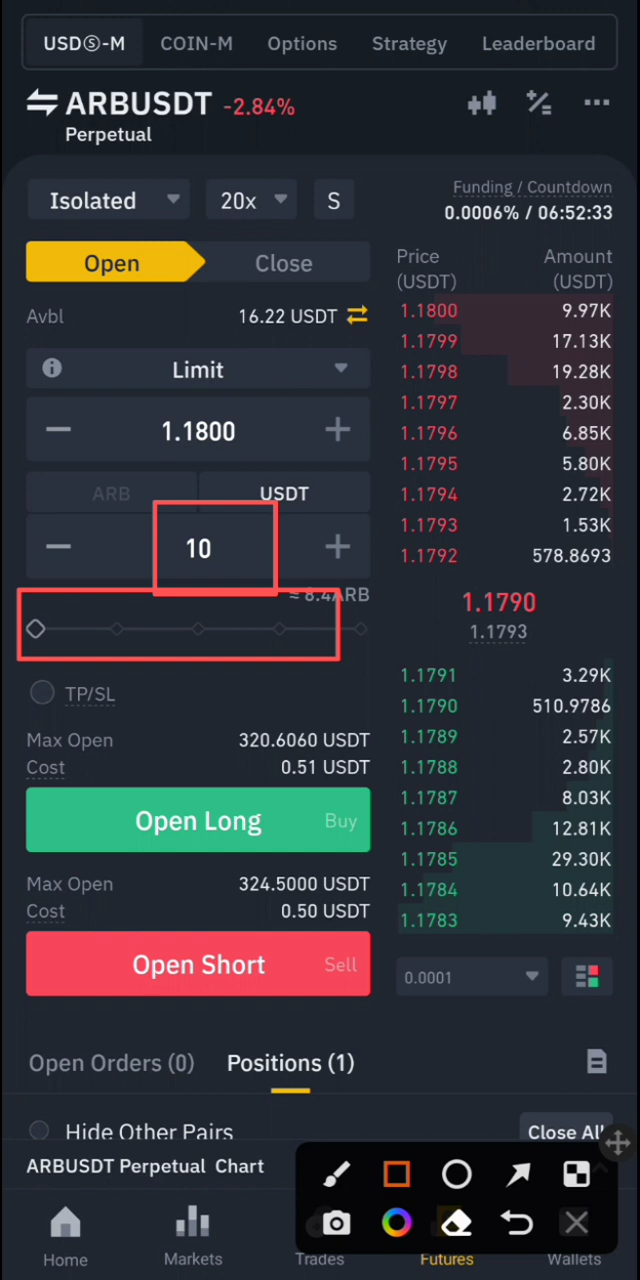 USDⓈ-M COIN-M Options Strategy Leaderboard
ARBUSDT -2.84%
Perpetual
Isolated 20x S
Funding / Countdown
0.0006% / 06:52:33
Open Close
Avbl 16.22 USDT
Limit
1.1800
ARB USDT
10
≈ 8.4ARB
TP/SL
Max Open 320.6060 USDT
Cost 0.51 USDT
Open Long Buy
Max Open 324.5000 USDT
Cost 0.50 USDT
Open Short Sell
Price Amount
(USDT) (USDT)
1.1800 9.97K
1.1799 17.13K
1.1798 19.28K
1.1797 2.30K
1.1796 6.85K
1.1795 5.80K
1.1794 2.72K
1.1793 1.53K
1.1792 578.8693
1.1790
1.1793
1.1791 3.29K
1.1790 510.9786
1.1789 2.57K
1.1788 2.80K
1.1787 8.03K
1.1786 12.81K
1.1785 29.30K
1.1784 10.64K
1.1783 9.43K
0.0001
Open Orders (0) Positions (1)
Hide Other Pairs Close All
ARBUSDT Perpetual Chart
Home Markets Trades Futures Wallets